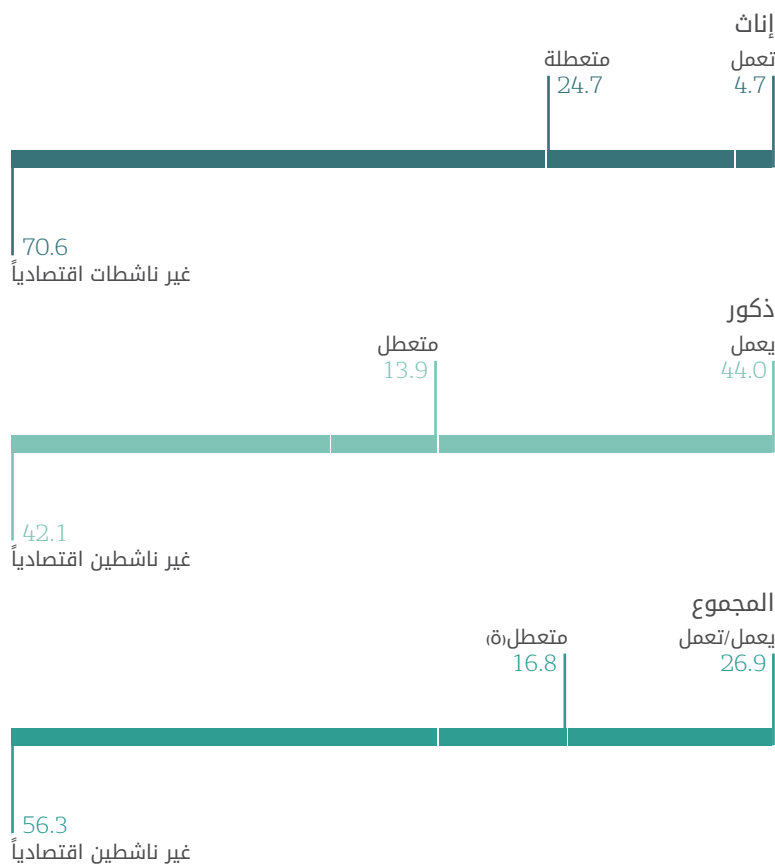 إناث
تعمل متعطلة
4.7 24.7
70.6
غير ناشطات اقتصادياً
ذكور
يعمل متعطل
44.0 13.9
42.1
غير ناشطين اقتصادياً
المجموع
يعمل/تعمل متعطل(ة)
26.9 16.8
56.3
غير ناشطين اقتصادياً